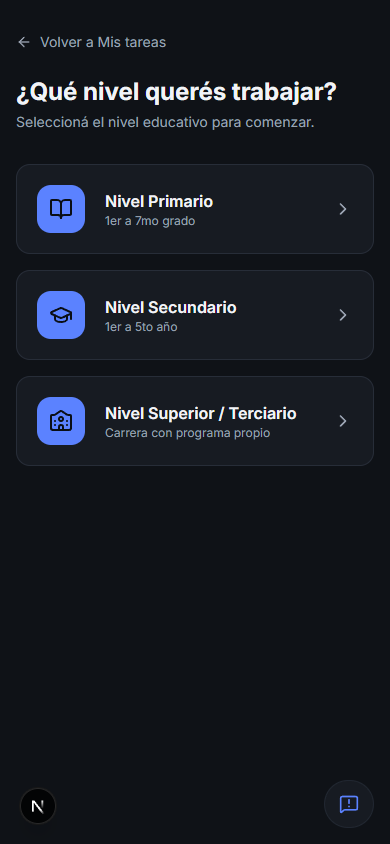 Volver a Mis tareas
¿Qué nivel querés trabajar?
Seleccioná el nivel educativo para comenzar.
Nivel Primario
1er a 7mo grado
Nivel Secundario
1er a 5to año
Nivel Superior / Terciario
Carrera con programa propio
N